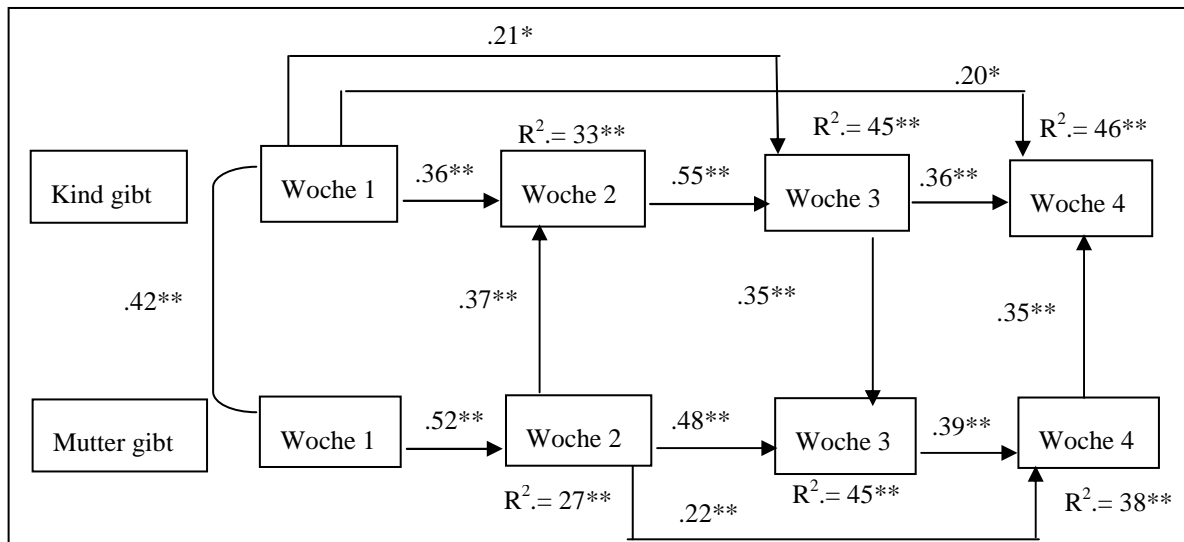 .21*
.20*
R².= 33**
R².= 45**
R².= 46**
Kind gibt
Woche 1
.36**
Woche 2
.55**
Woche 3
.36**
Woche 4
.42**
.37**
.35**
.35**
Mutter gibt
Woche 1
.52**
Woche 2
.48**
Woche 3
.39**
Woche 4
R².= 27**
.22**
R².= 45**
R².= 38**